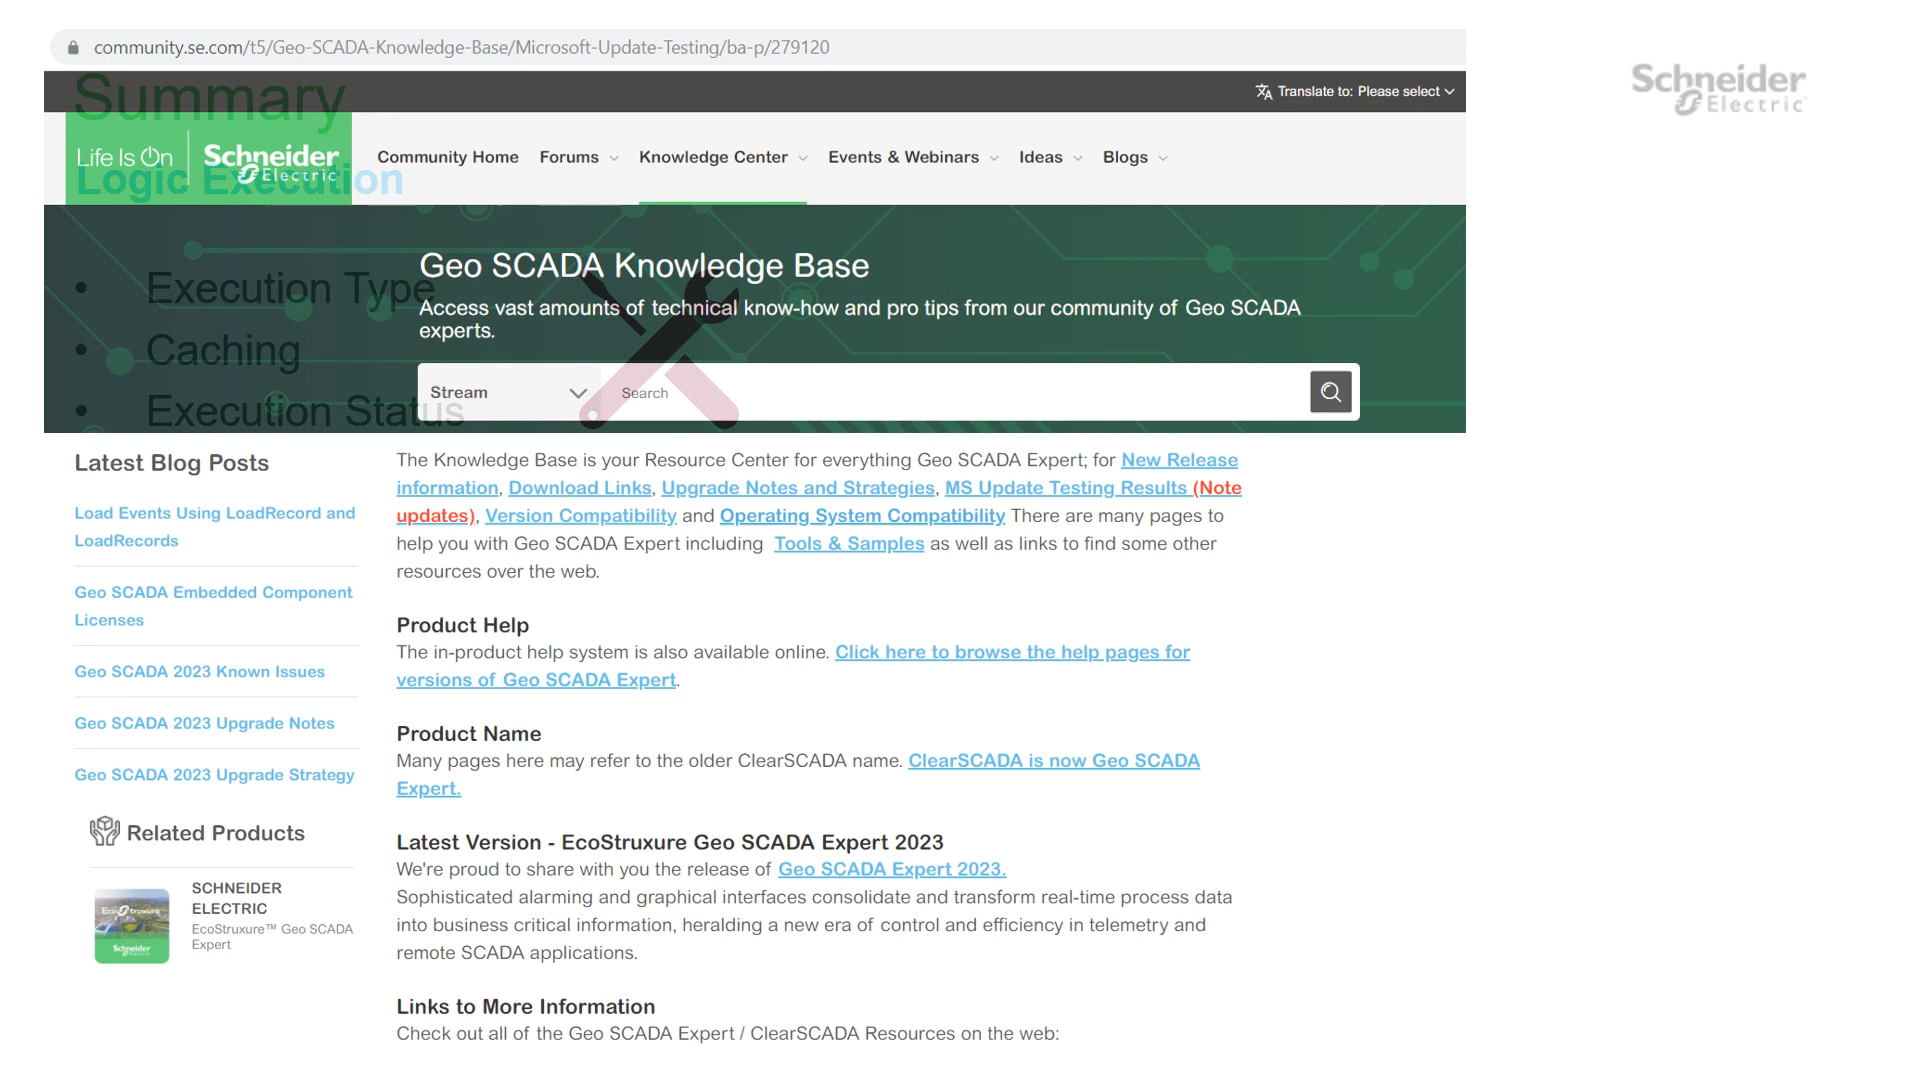 community.se.com/t5/Geo-SCADA-Knowledge-Base/Microsoft-Update-Testing/ba-p/279120
Translate to: Please select
Summary
Schneider
Electric
Life Is On
Schneider
Electric
Community Home
Forums
Knowledge Center
Events & Webinars
Ideas
Blogs
Logic Execution
Geo SCADA Knowledge Base
• Execution Type
Access vast amounts of technical know-how and pro tips from our community of Geo SCADA
experts.
• Caching
Stream
Search
• Execution Status
Latest Blog Posts
Load Events Using LoadRecord and
LoadRecords
Geo SCADA Embedded Component
Licenses
Geo SCADA 2023 Known Issues
Geo SCADA 2023 Upgrade Notes
Geo SCADA 2023 Upgrade Strategy
Related Products
EcoStruxure
Schneider
SCHNEIDER
ELECTRIC
EcoStruxure™ Geo SCADA
Expert
The Knowledge Base is your Resource Center for everything Geo SCADA Expert; for New Release
information, Download Links, Upgrade Notes and Strategies, MS Update Testing Results (Note
updates), Version Compatibility and Operating System Compatibility There are many pages to
help you with Geo SCADA Expert including Tools & Samples as well as links to find some other
resources over the web.
Product Help
The in-product help system is also available online. Click here to browse the help pages for
versions of Geo SCADA Expert.
Product Name
Many pages here may refer to the older ClearSCADA name. ClearSCADA is now Geo SCADA
Expert.
Latest Version - EcoStruxure Geo SCADA Expert 2023
We're proud to share with you the release of Geo SCADA Expert 2023.
Sophisticated alarming and graphical interfaces consolidate and transform real-time process data
into business critical information, heralding a new era of control and efficiency in telemetry and
remote SCADA applications.
Links to More Information
Check out all of the Geo SCADA Expert / ClearSCADA Resources on the web: